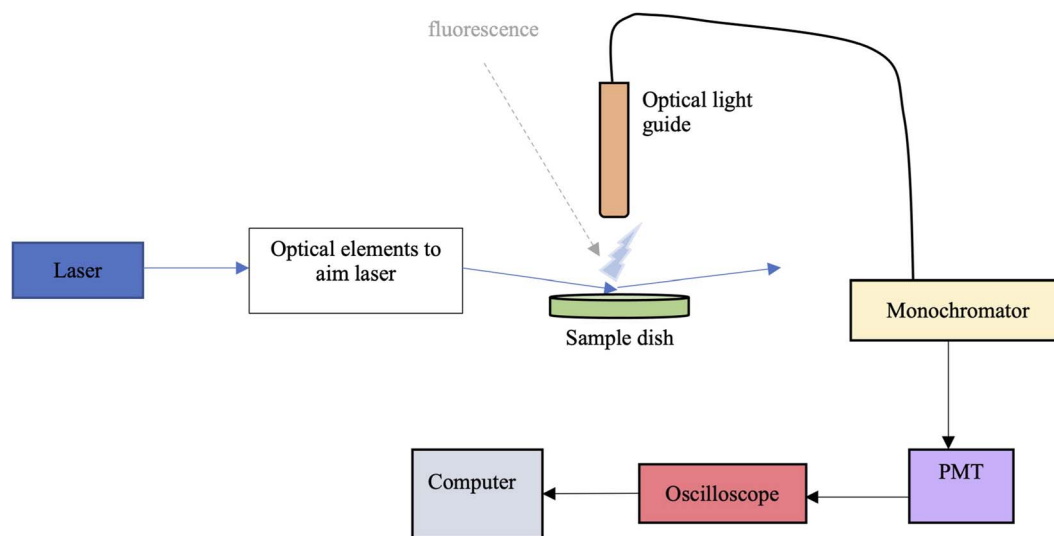 fluorescence
Optical light
guide
Laser
Optical elements to
aim laser
Sample dish
Monochromator
Computer
Oscilloscope
PMT